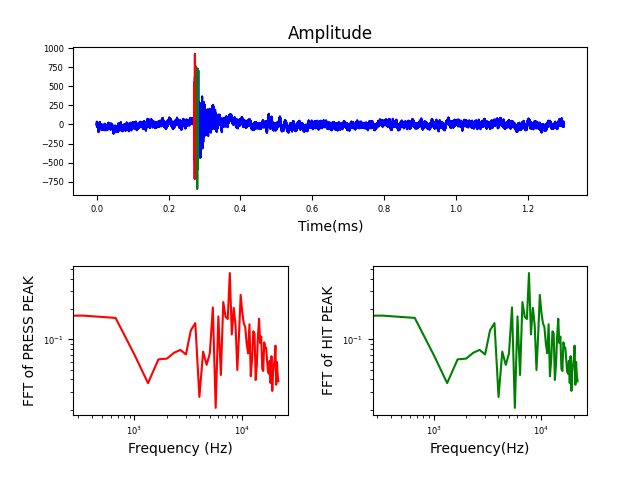 Amplitude
1000
750
500
250
0
−250
−500
−750
0.0 0.2 0.4 0.6 0.8 1.0 1.2
Time(ms)
FFT of PRESS PEAK
10⁻¹
10³ 10⁴
Frequency (Hz)
FFT of HIT PEAK
10⁻¹
10³ 10⁴
Frequency(Hz)